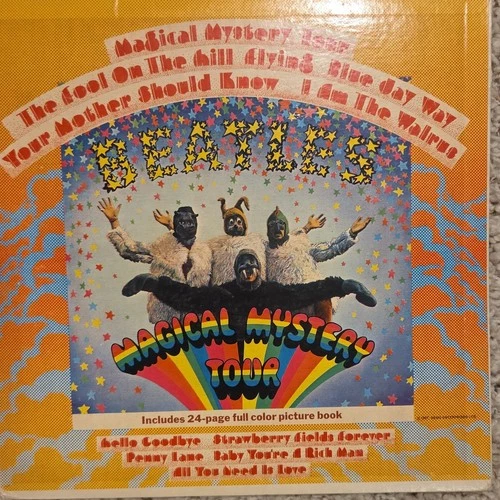 Magical Mystery Tour
The Fool On The Hill Flying Blue Jay Way
Your Mother Should Know I Am The Walrus
BEATLES
MAGICAL MYSTERY
TOUR
Includes 24-page full color picture book
Hello Goodbye Strawberry Fields Forever
Penny Lane Baby You're A Rich Man
All You Need Is Love